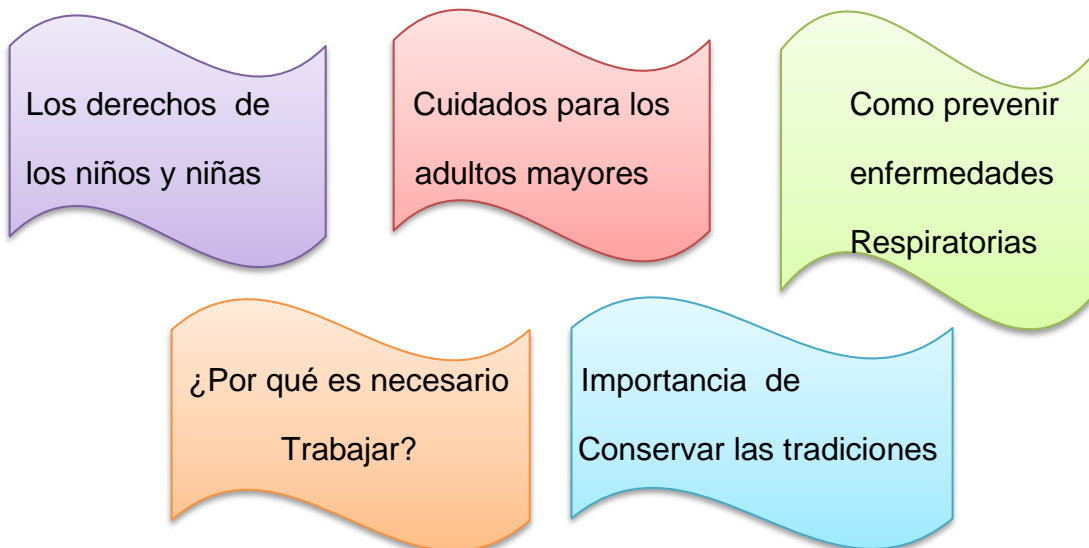 Los derechos de
los niños y niñas
Cuidados para los
adultos mayores
Como prevenir
enfermedades
Respiratorias
¿Por qué es necesario
Trabajar?
Importancia de
Conservar las tradiciones